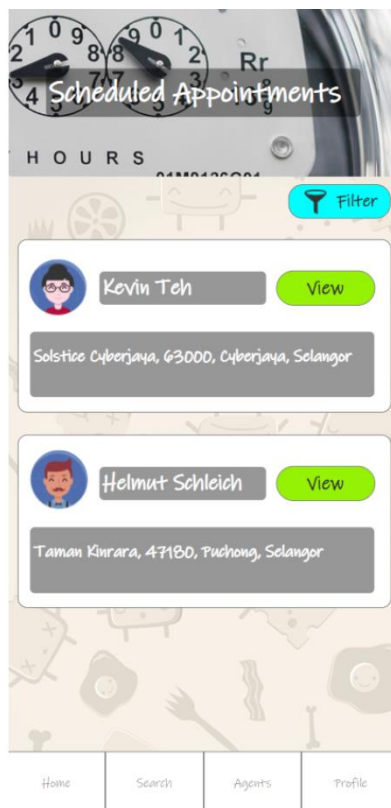 Scheduled Appointments
Rr
HOURS
Filter
Kevin Teh
View
Solstice Cyberjaya, 63000, Cyberjaya, Selangor
Helmut Schleich
View
Taman Kinrara, 47180, Puchong, Selangor
Home Search Agents Profile